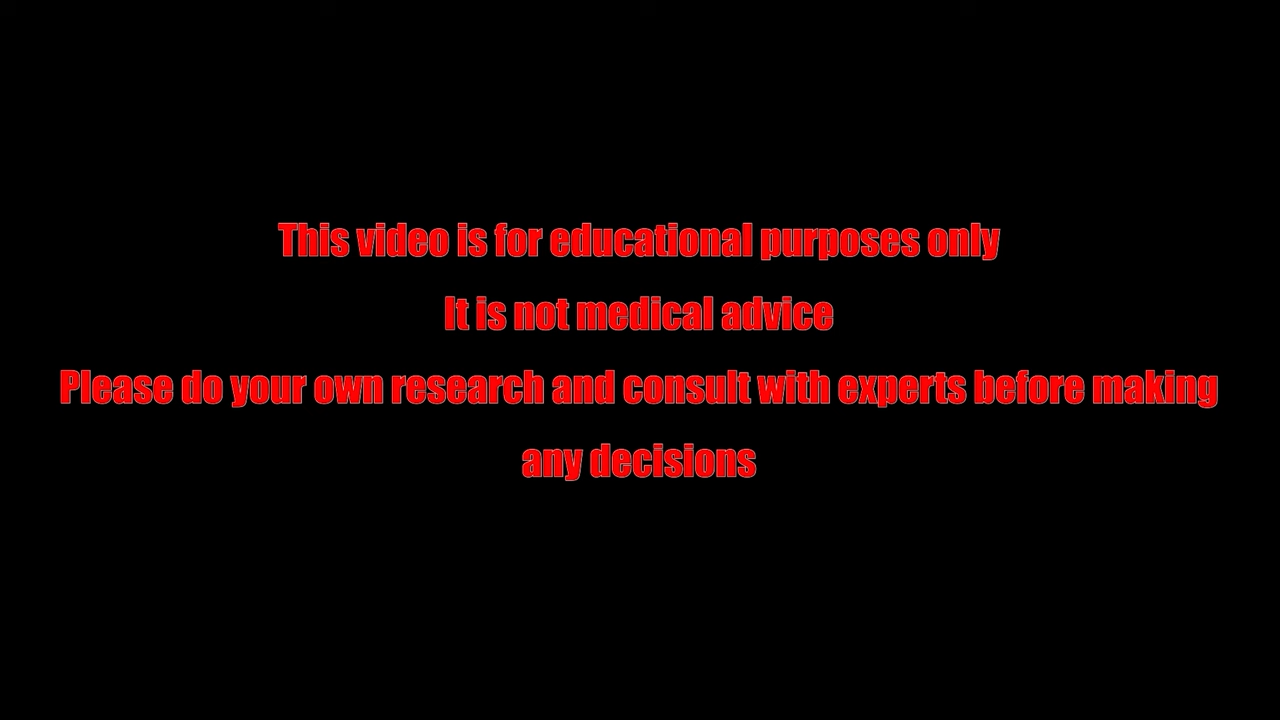 This video is for educational purposes only
It is not medical advice
Please do your own research and consult with experts before making
any decisions